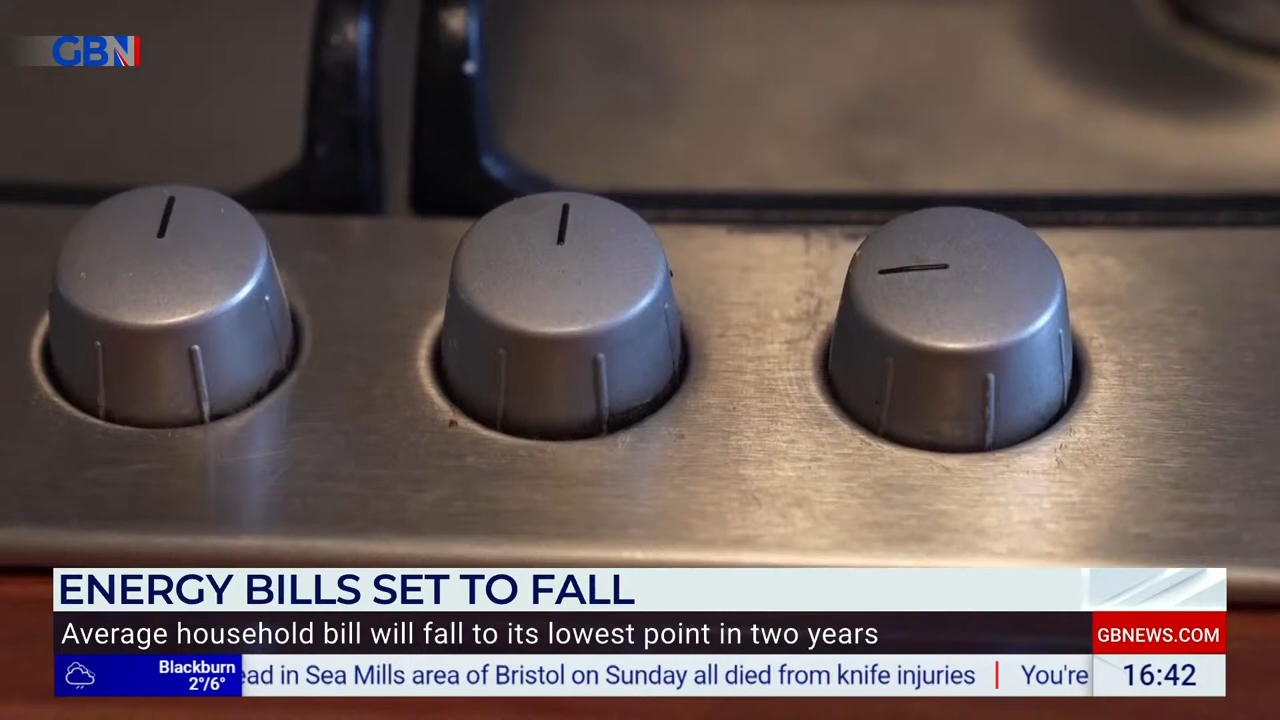 GBN
ENERGY BILLS SET TO FALL
Average household bill will fall to its lowest point in two years
GBNEWS.COM
Blackburn
2°/6°
ead in Sea Mills area of Bristol on Sunday all died from knife injuries | You're
16:42